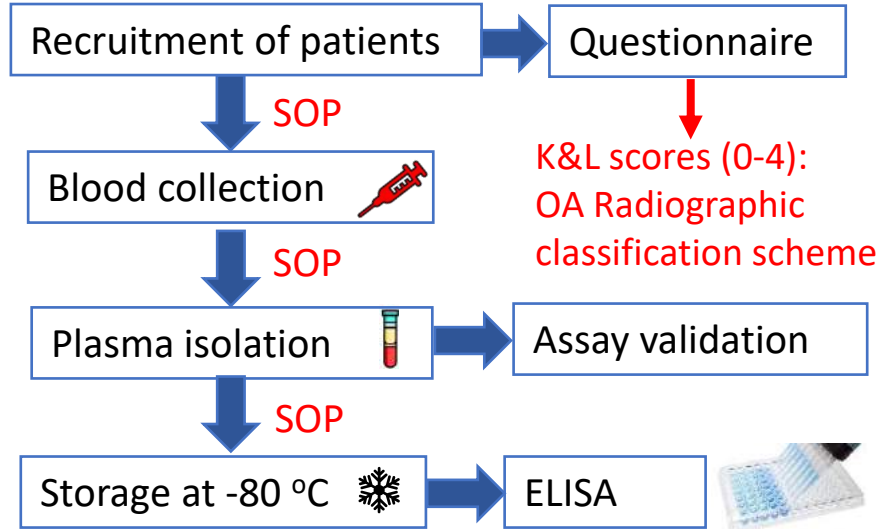 Recruitment of patients
Questionnaire
SOP
K&L scores (0-4):
OA Radiographic
classification scheme
Blood collection
SOP
Plasma isolation
Assay validation
SOP
Storage at -80 ºC
ELISA